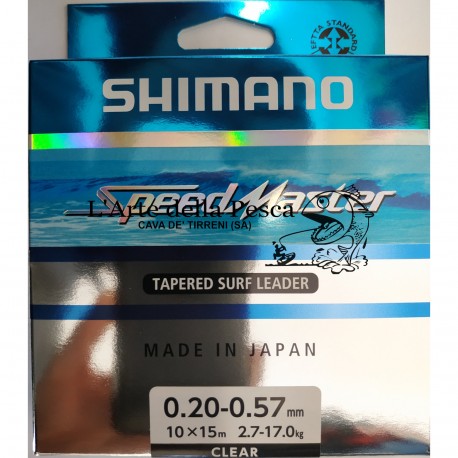 EFTTA STANDARD
SHIMANO
SpeedMaster
L'Arte della Pesca
CAVA DE' TIRRENI (SA)
TAPERED SURF LEADER
MADE IN JAPAN
0.20-0.57mm
10×15m 2.7-17.0kg
CLEAR